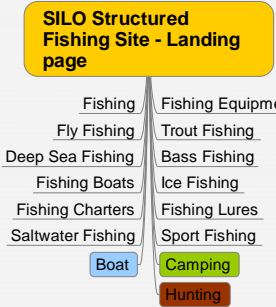 SILO Structured
Fishing Site - Landing
page
Fishing
Fly Fishing
Deep Sea Fishing
Fishing Boats
Fishing Charters
Saltwater Fishing
Boat
Fishing Equipme
Trout Fishing
Bass Fishing
Ice Fishing
Fishing Lures
Sport Fishing
Camping
Hunting